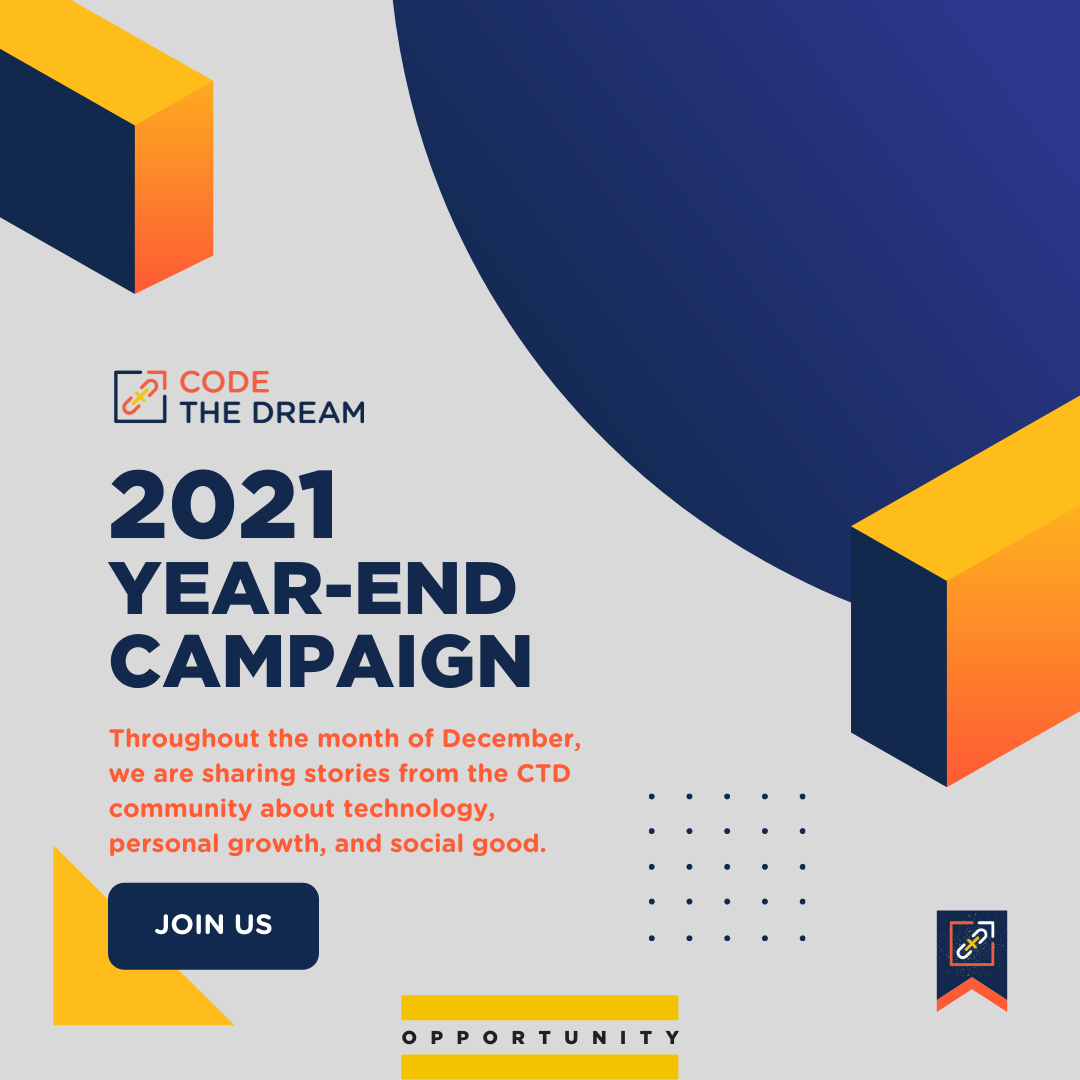 CODE
THE DREAM
2021
YEAR-END
CAMPAIGN
Throughout the month of December,
we are sharing stories from the CTD
community about technology,
personal growth, and social good.
JOIN US
OPPORTUNITY